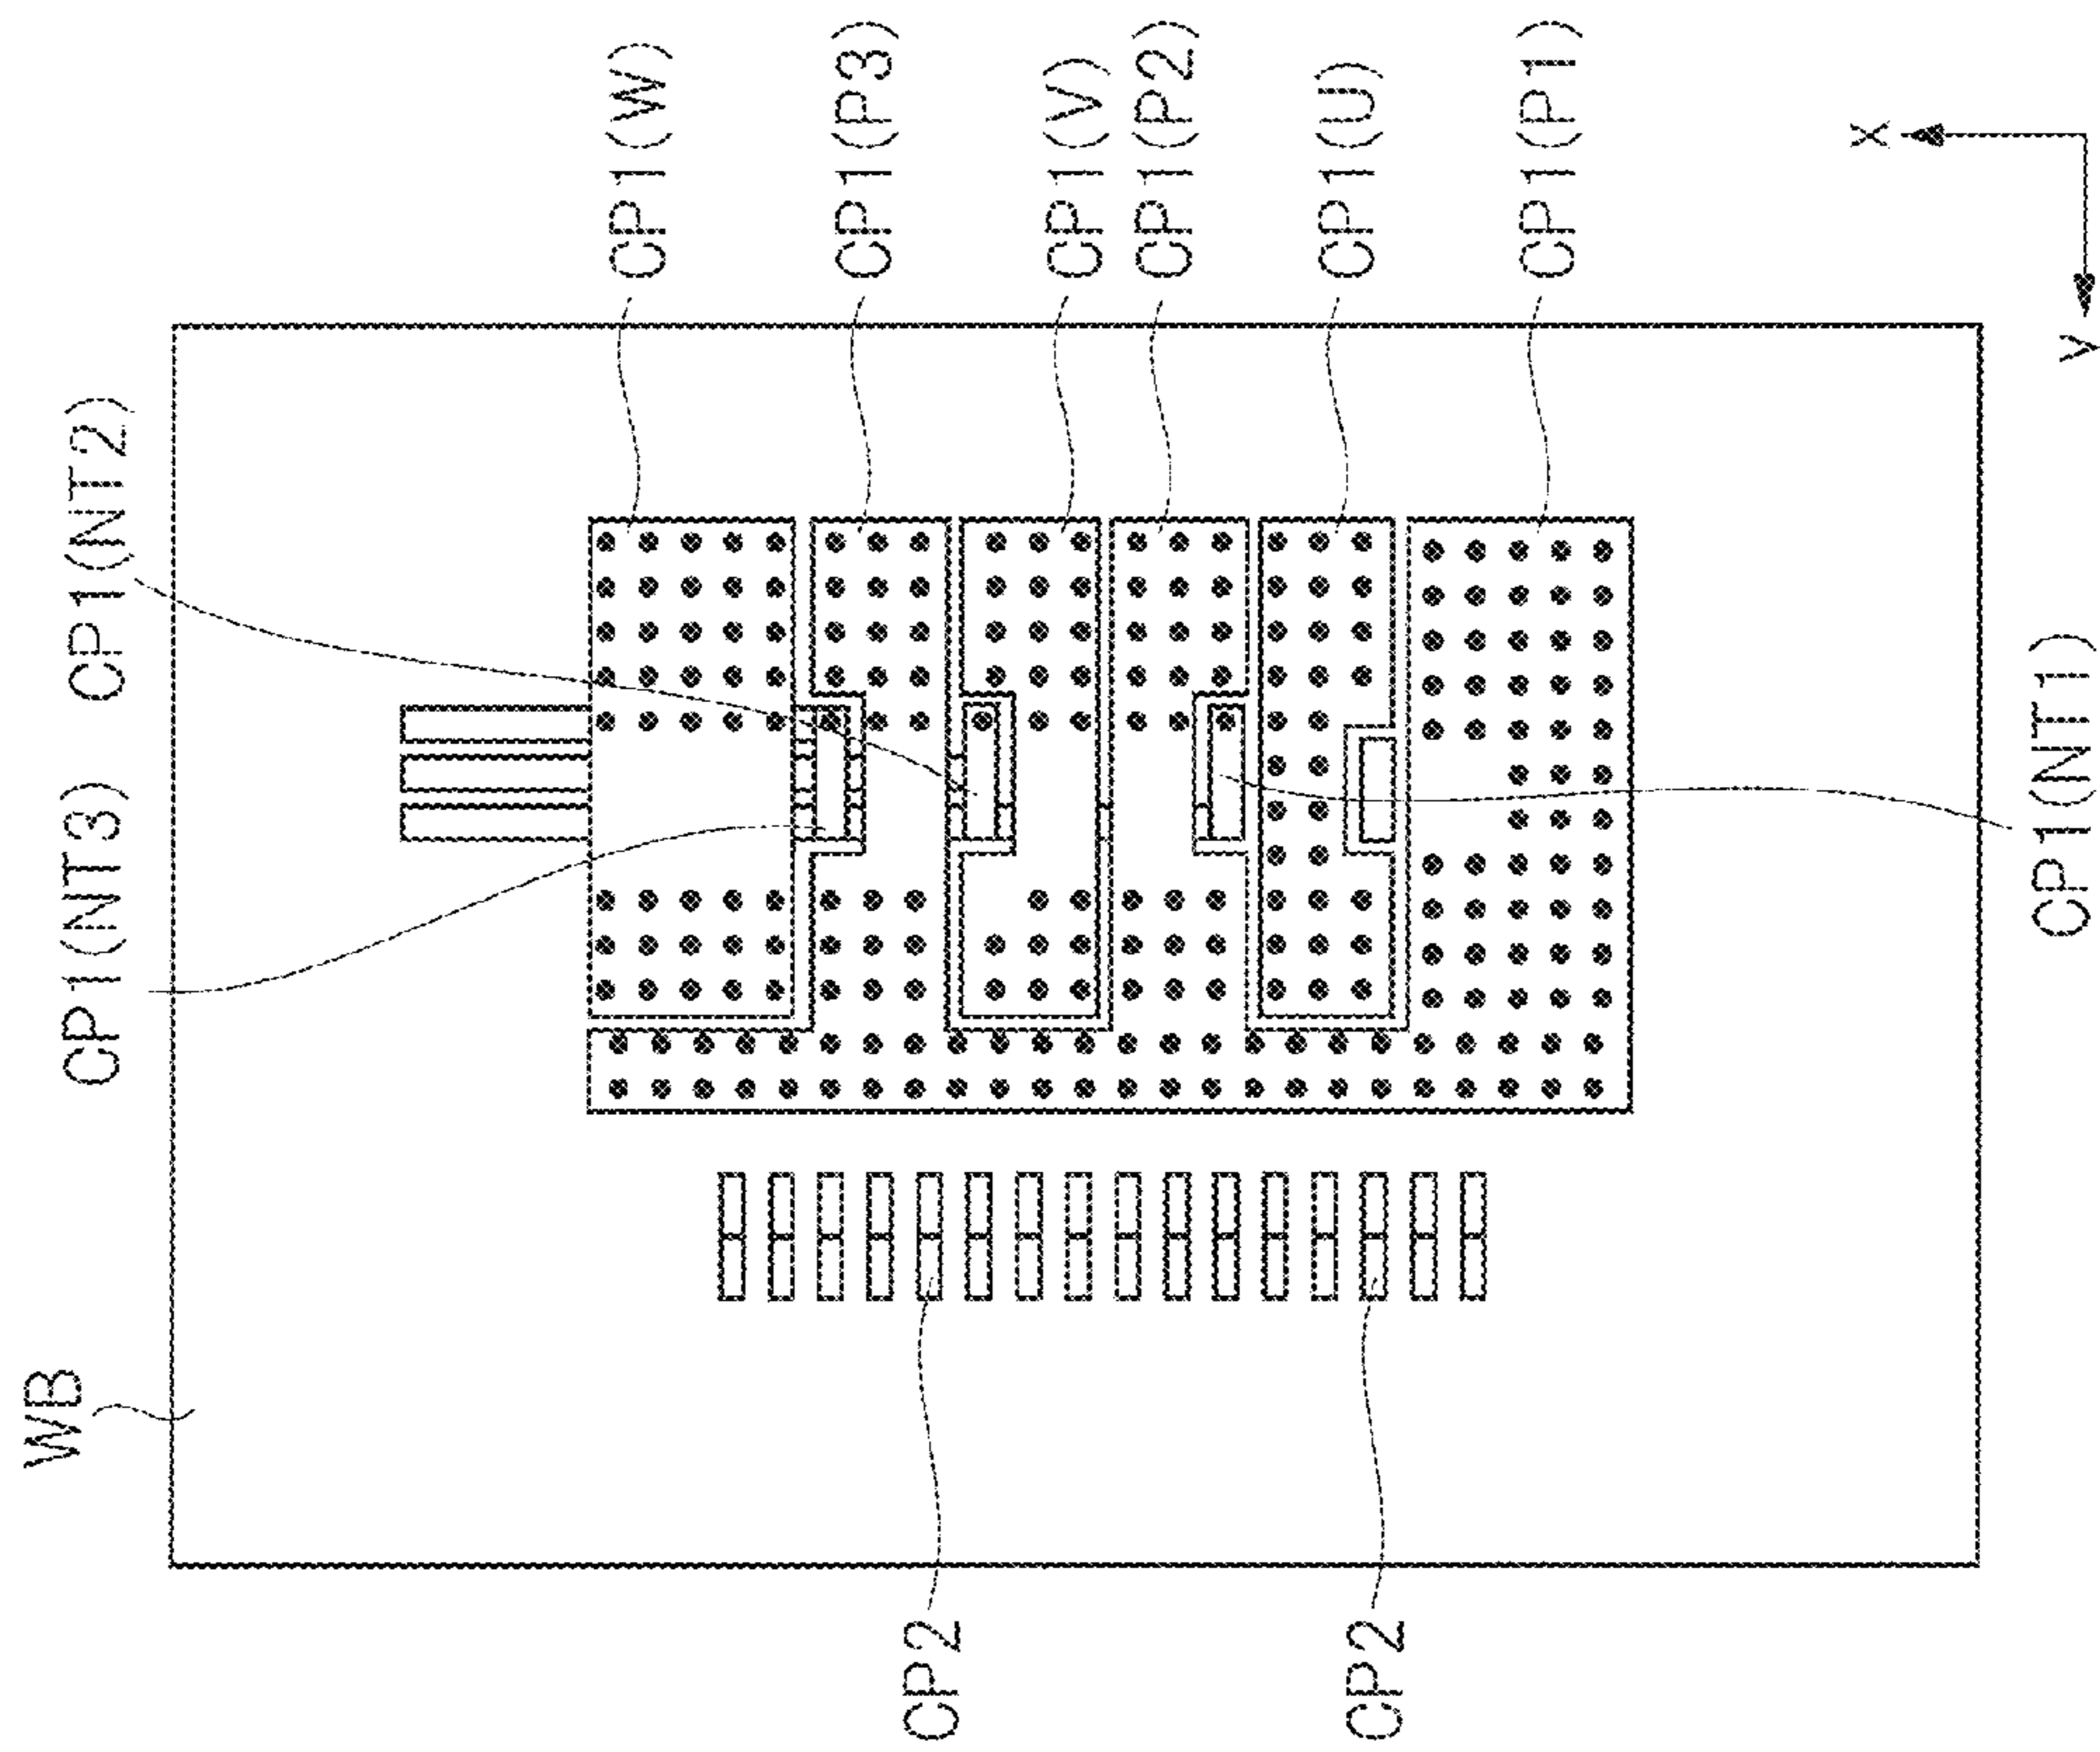 WB
CP1(NT3)
CP1(NT2)
CP1(W)
CP1(P3)
CP1(V)
CP1(P2)
CP1(U)
CP1(P1)
CP1(NT1)
CP2
CP2
X
Y